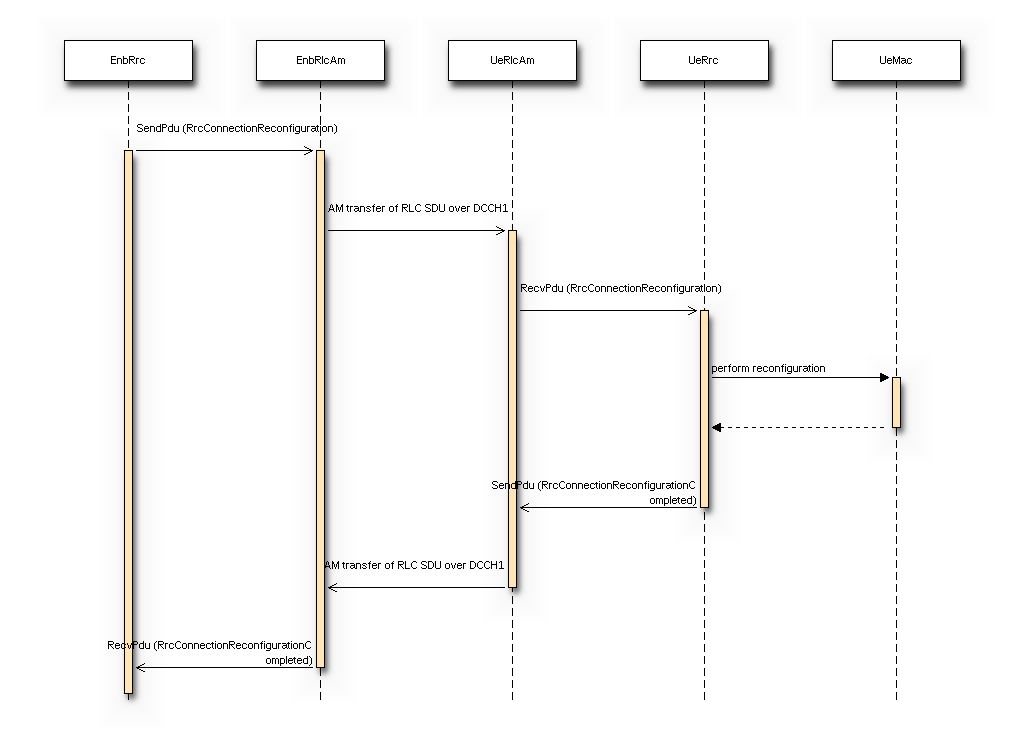 EnbRrc
EnbRlcAm
UeRlcAm
UeRrc
UeMac
SendPdu (RrcConnectionReconfiguration)
AM transfer of RLC SDU over DCCH1
RecvPdu (RrcConnectionReconfiguration)
perform reconfiguration
SendPdu (RrcConnectionReconfigurationC
ompleted)
AM transfer of RLC SDU over DCCH1
RecvPdu (RrcConnectionReconfigurationC
ompleted)